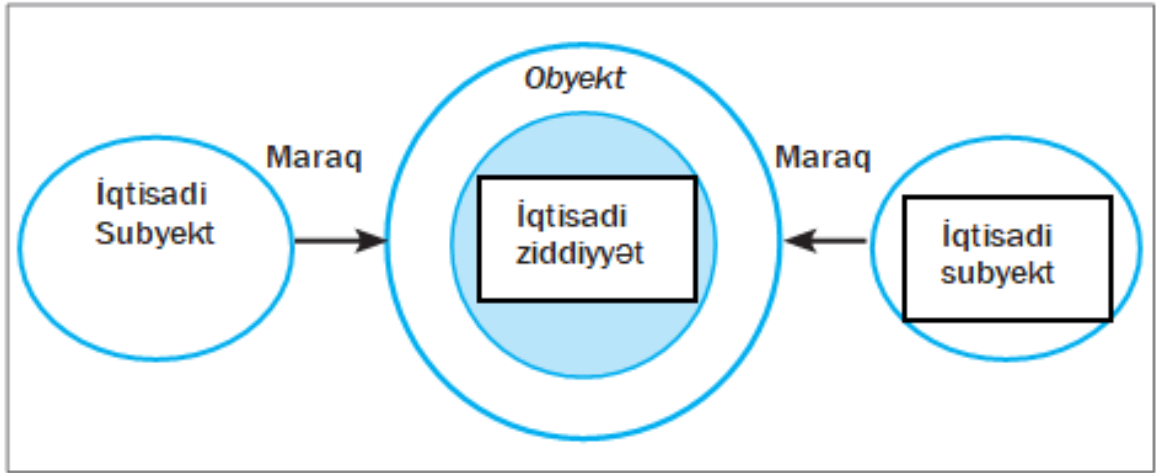 Obyekt
Maraq
Maraq
İqtisadi
Subyekt
İqtisadi
ziddiyyət
İqtisadi
subyekt